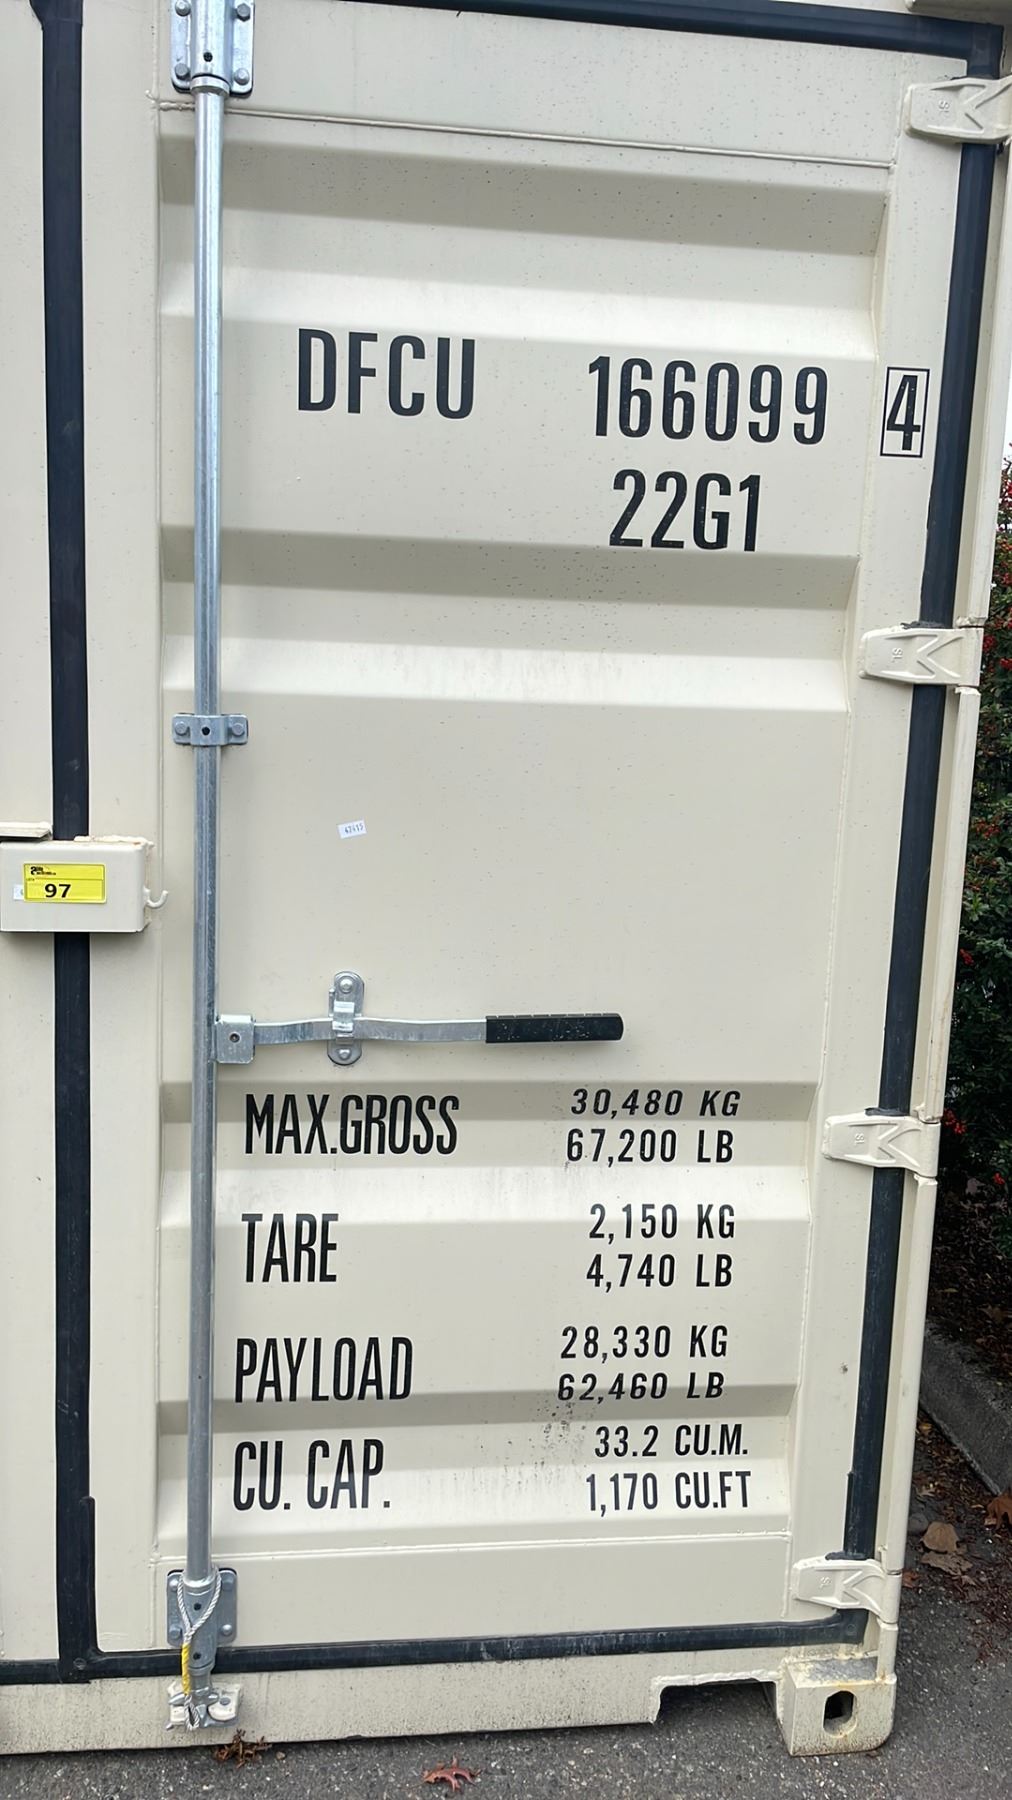 DFCU 166099 4
22G1
97
MAX.GROSS 30,480 KG
67,200 LB
TARE 2,150 KG
4,740 LB
PAYLOAD 28,330 KG
62,460 LB
CU. CAP. 33.2 CU.M.
1,170 CU.FT